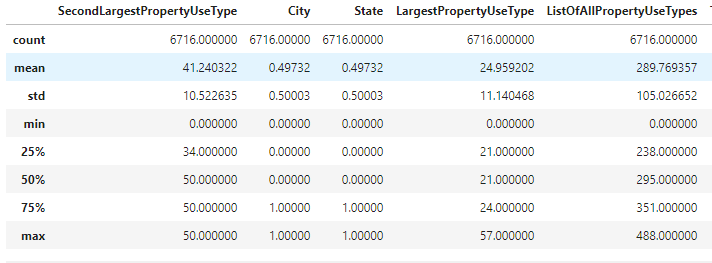 SecondLargestPropertyUseType City State LargestPropertyUseType ListOfAllPropertyUseTypes
count 6716.000000 6716.00000 6716.00000 6716.000000 6716.000000
mean 41.240322 0.49732 0.49732 24.959202 289.769357
std 10.522635 0.50003 0.50003 11.140468 105.026652
min 0.000000 0.00000 0.00000 0.000000 0.000000
25% 34.000000 0.00000 0.00000 21.000000 238.000000
50% 50.000000 0.00000 0.00000 21.000000 295.000000
75% 50.000000 1.00000 1.00000 24.000000 351.000000
max 50.000000 1.00000 1.00000 57.000000 488.000000